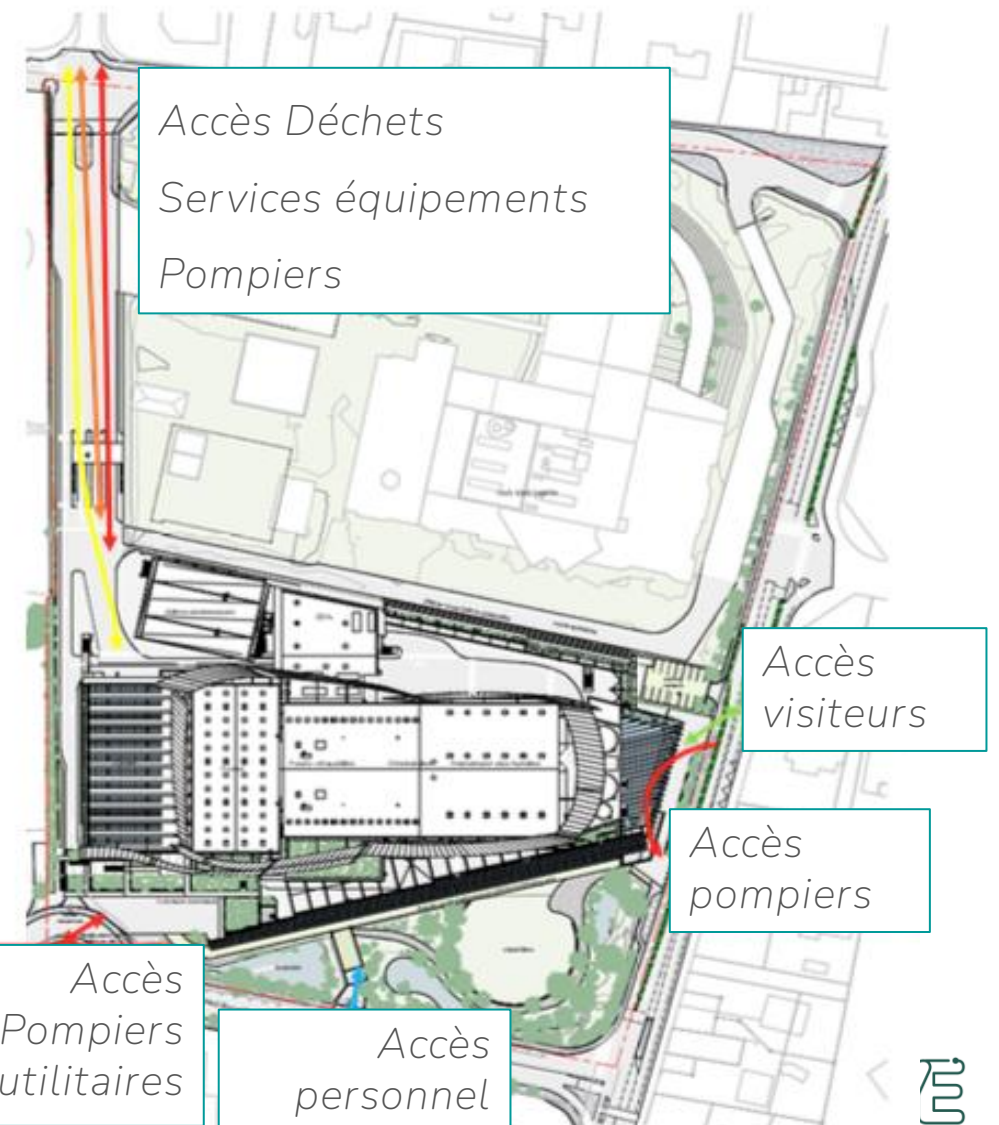 Accès Déchets
Services équipements
Pompiers
Accès
visiteurs
Accès
pompiers
Accès
Pompiers
utilitaires
Accès
personnel